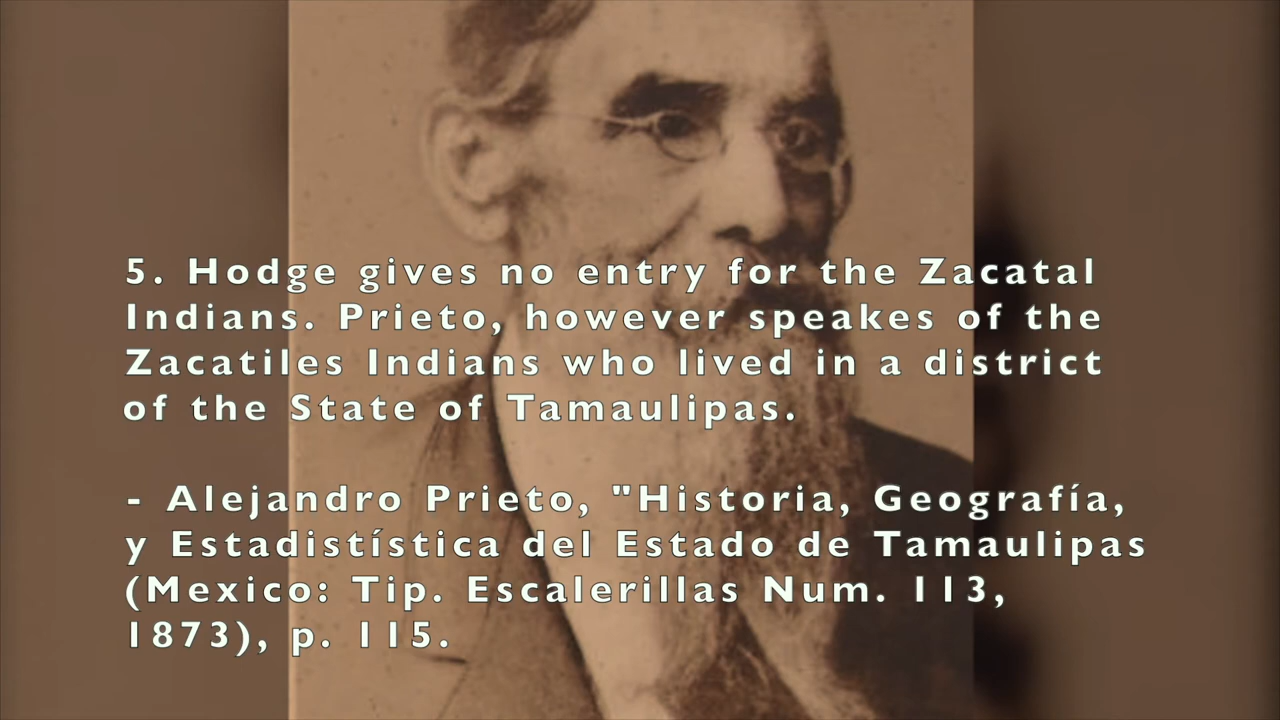 5. Hodge gives no entry for the Zacatal
Indians. Prieto, however speakes of the
Zacatiles Indians who lived in a district
of the State of Tamaulipas.
- Alejandro Prieto, "Historia, Geografía,
y Estadistística del Estado de Tamaulipas
(Mexico: Tip. Escalerillas Num. 113,
1873), p. 115.